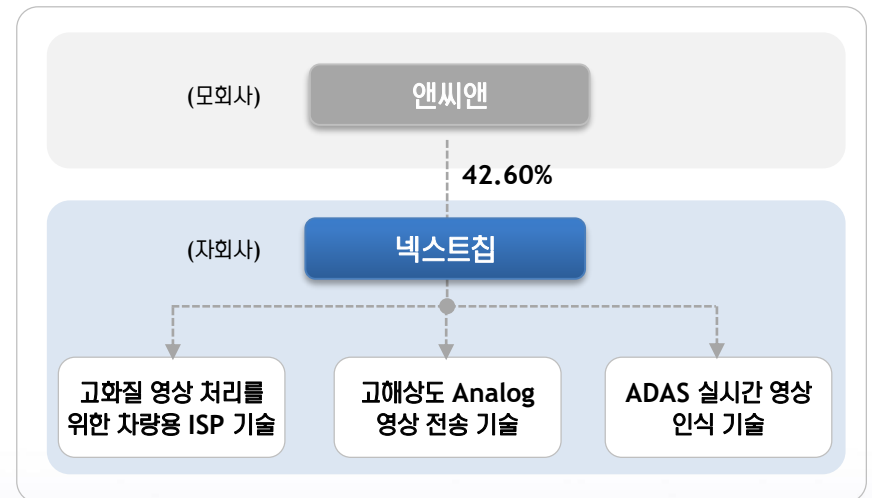 (모회사)
앤씨앤
42.60%
(자회사)
넥스트칩
고화질 영상 처리를
위한 차량용 ISP 기술
고해상도 Analog
영상 전송 기술
ADAS 실시간 영상
인식 기술